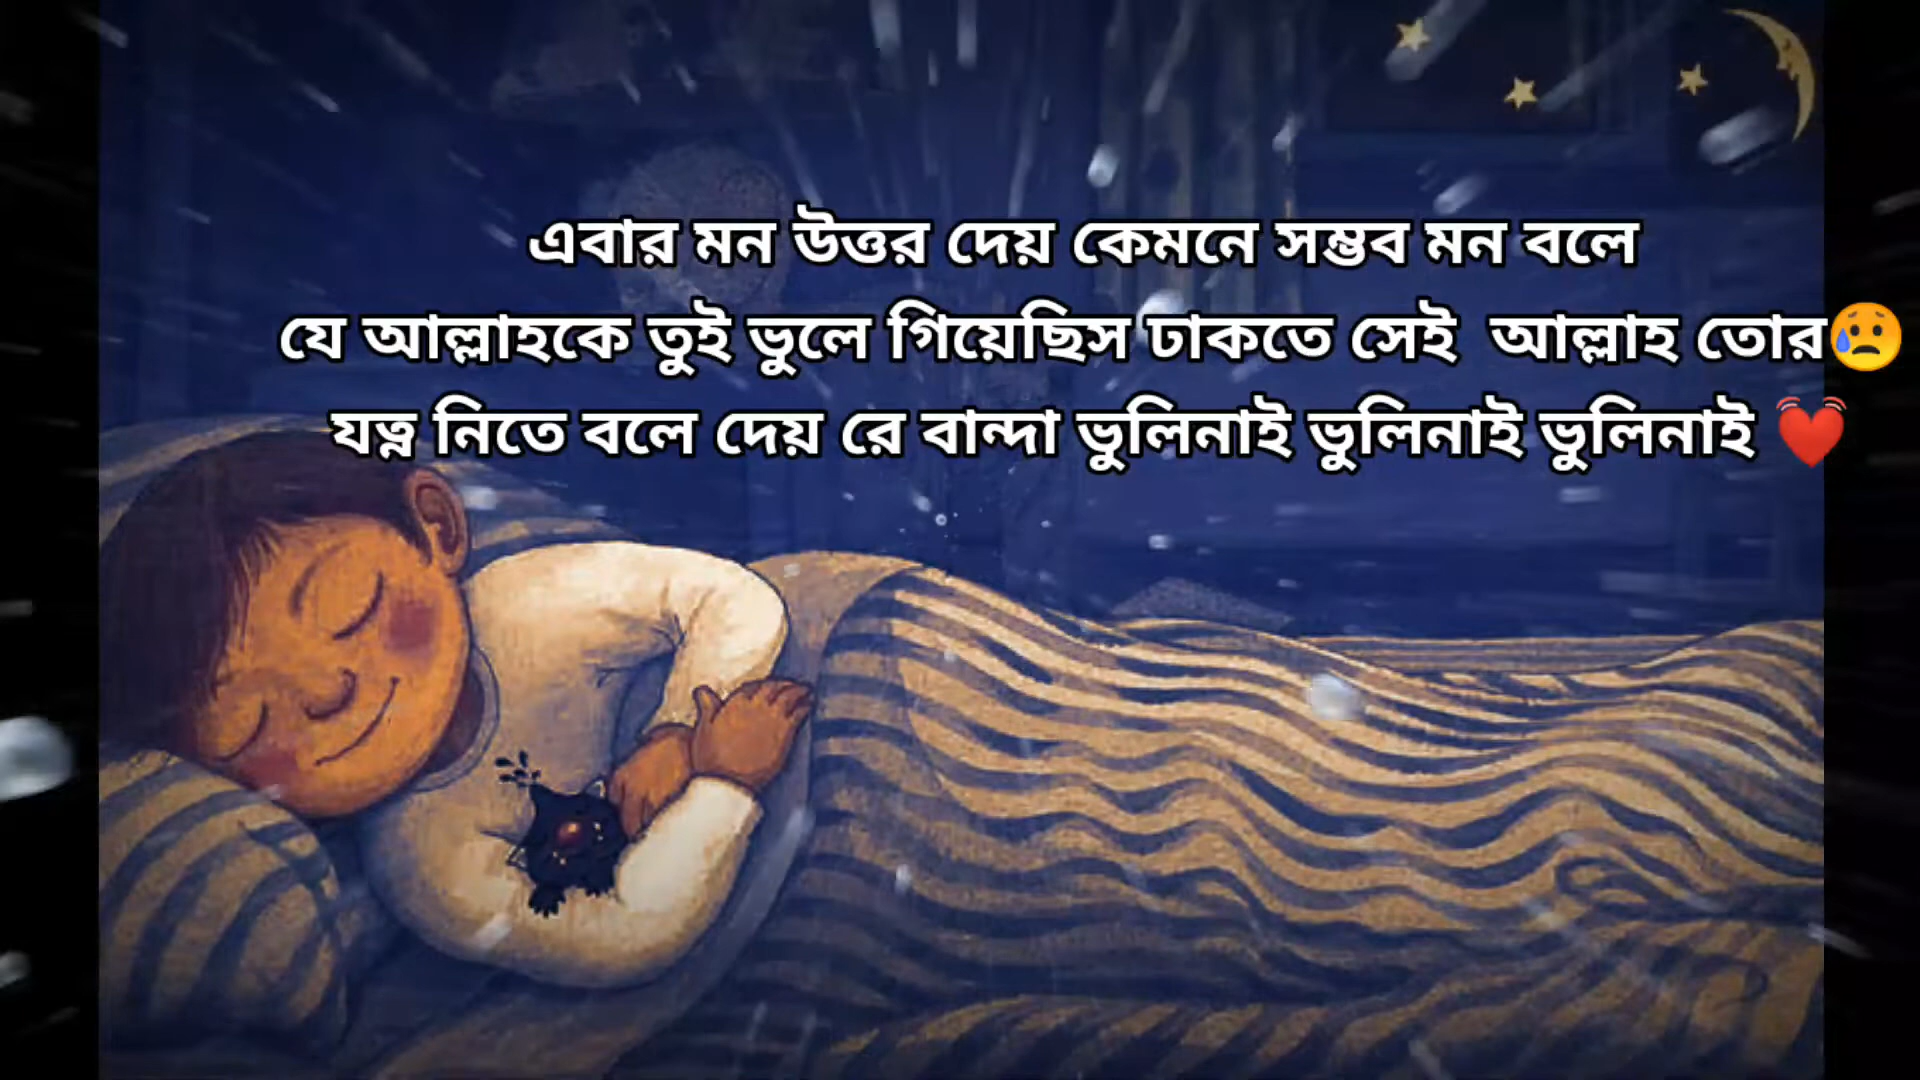 এবার মন উত্তর দেয় কেমনে সম্ভব মন বলে
যে আল্লাহকে তুই ভুলে গিয়েছিস ঢাকতে সেই আল্লাহ তোর😥
যত্ন নিতে বলে দেয় রে বান্দা ভুলিনাই ভুলিনাই ভুলিনাই 💓